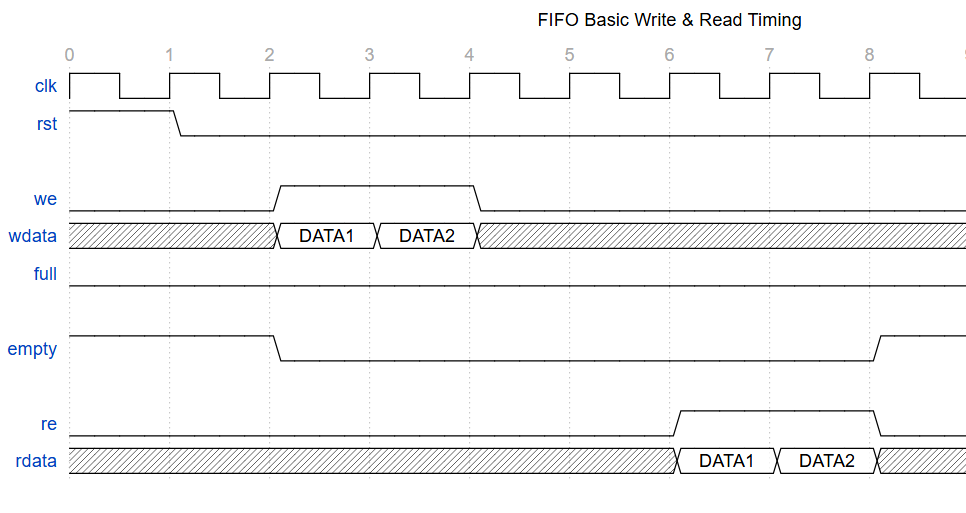 FIFO Basic Write & Read Timing
0 1 2 3 4 5 6 7 8
clk
rst
we
wdata DATA1 DATA2
full
empty
re
rdata DATA1 DATA2